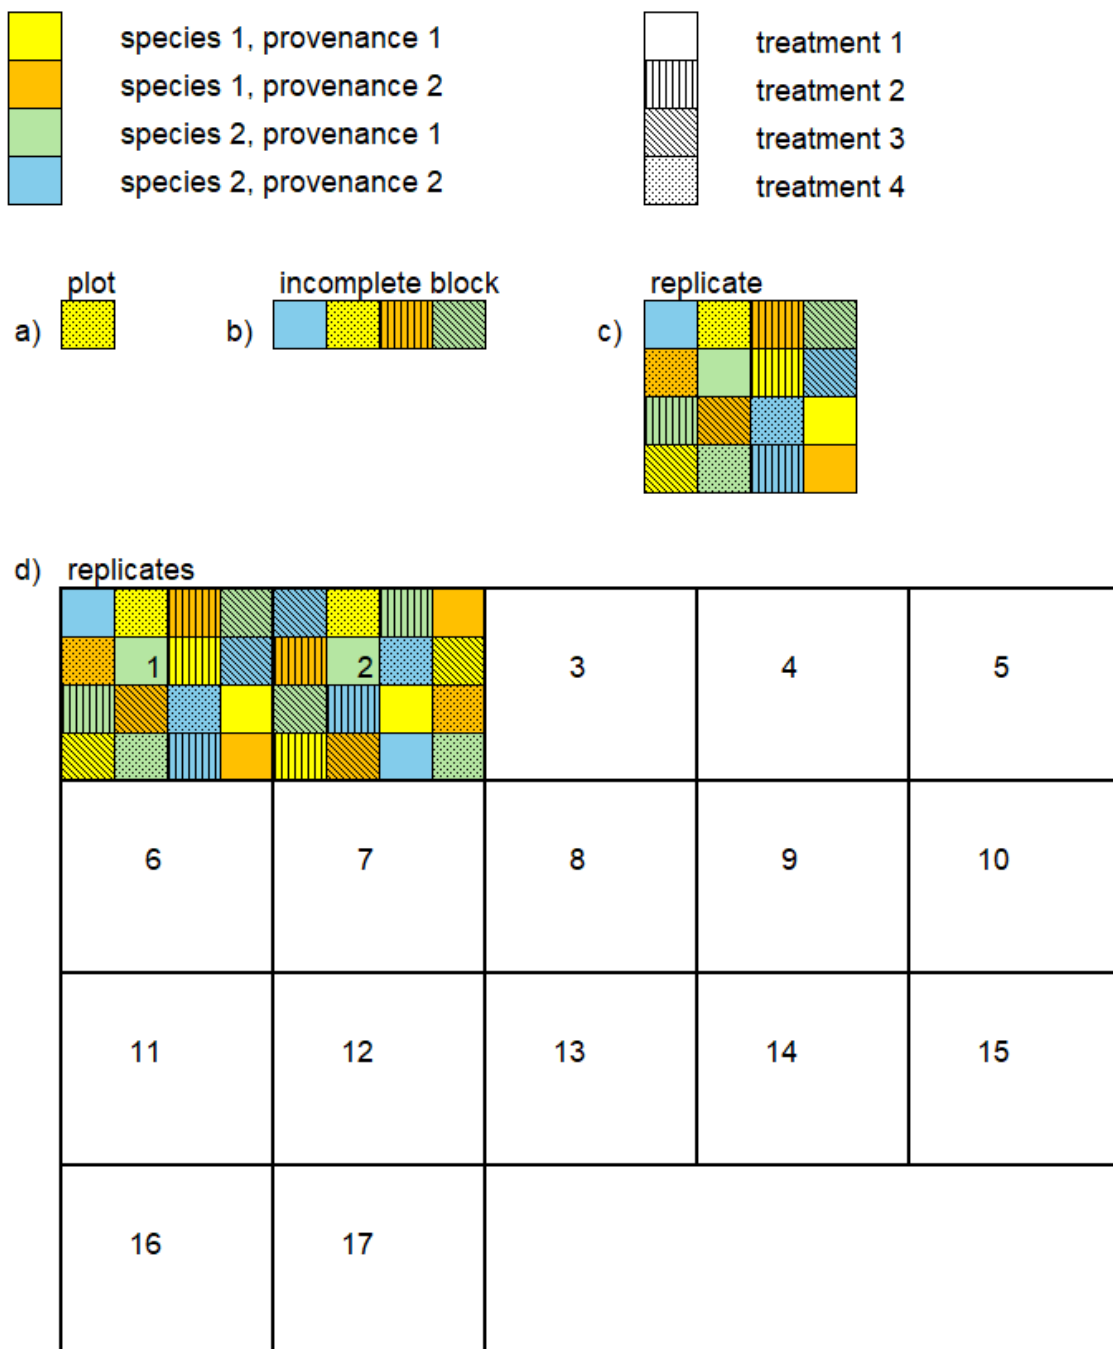 species 1, provenance 1
species 1, provenance 2
species 2, provenance 1
species 2, provenance 2
treatment 1
treatment 2
treatment 3
treatment 4
a) plot
b) incomplete block
c) replicate
d) replicates
1 2 3 4 5
6 7 8 9 10
11 12 13 14 15
16 17